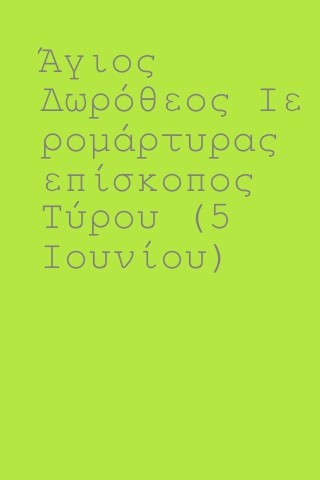 Άγιος
Δωρόθεος Ιε
ρομάρτυρας
επίσκοπος
Τύρου (5
Ιουνίου)